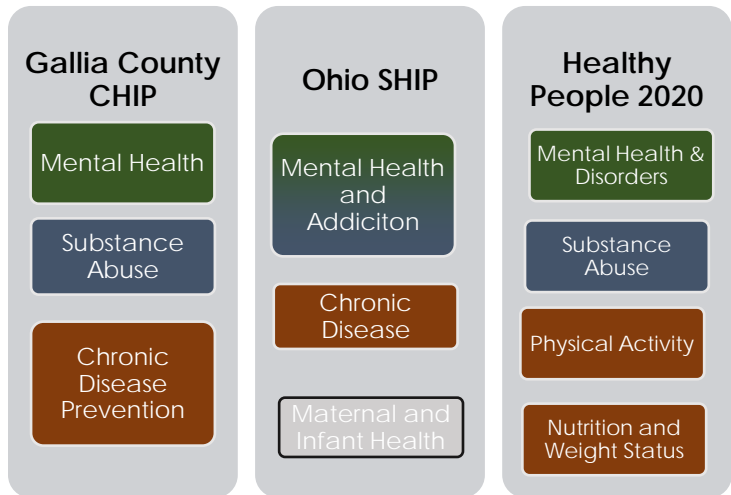 Gallia County
CHIP
Mental Health
Substance
Abuse
Chronic
Disease
Prevention
Ohio SHIP
Mental Health
and
Addiciton
Chronic
Disease
Maternal and
Infant Health
Healthy
People 2020
Mental Health &
Disorders
Substance
Abuse
Physical Activity
Nutrition and
Weight Status